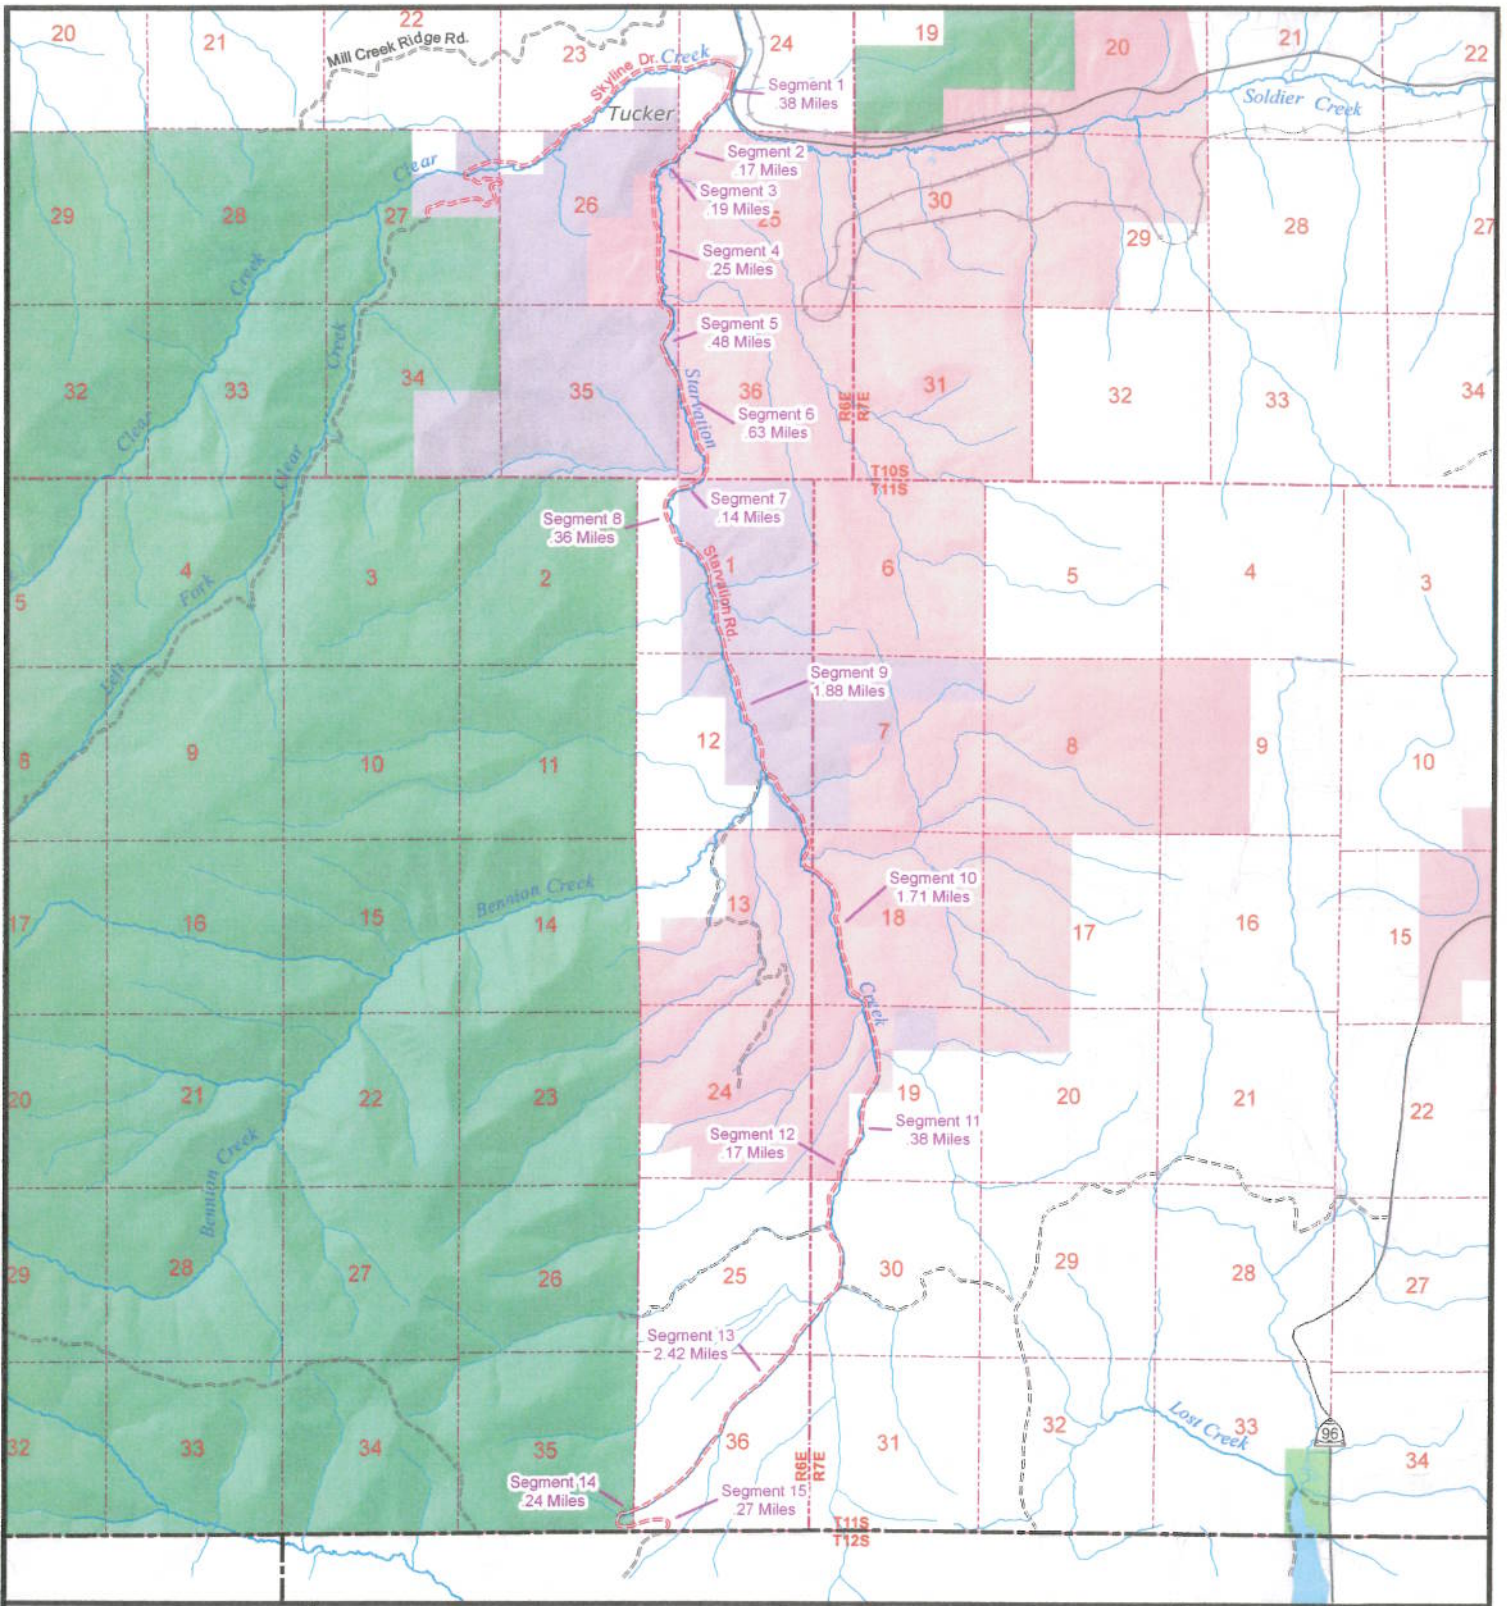 20
21
22
Mill Creek Ridge Rd.
23
Skyline Dr.
Creek
24
19
20
21
22
Segment 1
.38 Miles
Soldier Creek
Tucker
Segment 2
.17 Miles
Segment 3
.19 Miles
Clear
29
28
27
26
25
30
29
28
27
Segment 4
.25 Miles
Creek
Segment 5
.48 Miles
Creek
32
33
34
35
Starvation
36
R6E
R7E
31
32
33
34
Segment 6
.63 Miles
Clear
Clear
T10S
T11S
Segment 7
.14 Miles
Segment 8
.36 Miles
5
4
Fork
3
2
Starvation Rd.
1
6
5
4
3
Left
Segment 9
1.88 Miles
8
9
10
11
12
7
8
9
10
Segment 10
1.71 Miles
Bennion Creek
17
16
15
14
13
18
17
16
15
Creek
20
21
22
23
24
19
20
21
22
Segment 11
.38 Miles
Segment 12
.17 Miles
Bennion Creek
29
28
27
26
25
30
29
28
27
Segment 13
2.42 Miles
Lost Creek
96
32
33
34
35
36
R6E
R7E
31
32
33
34
Segment 14
.24 Miles
Segment 15
.27 Miles
T11S
T12S